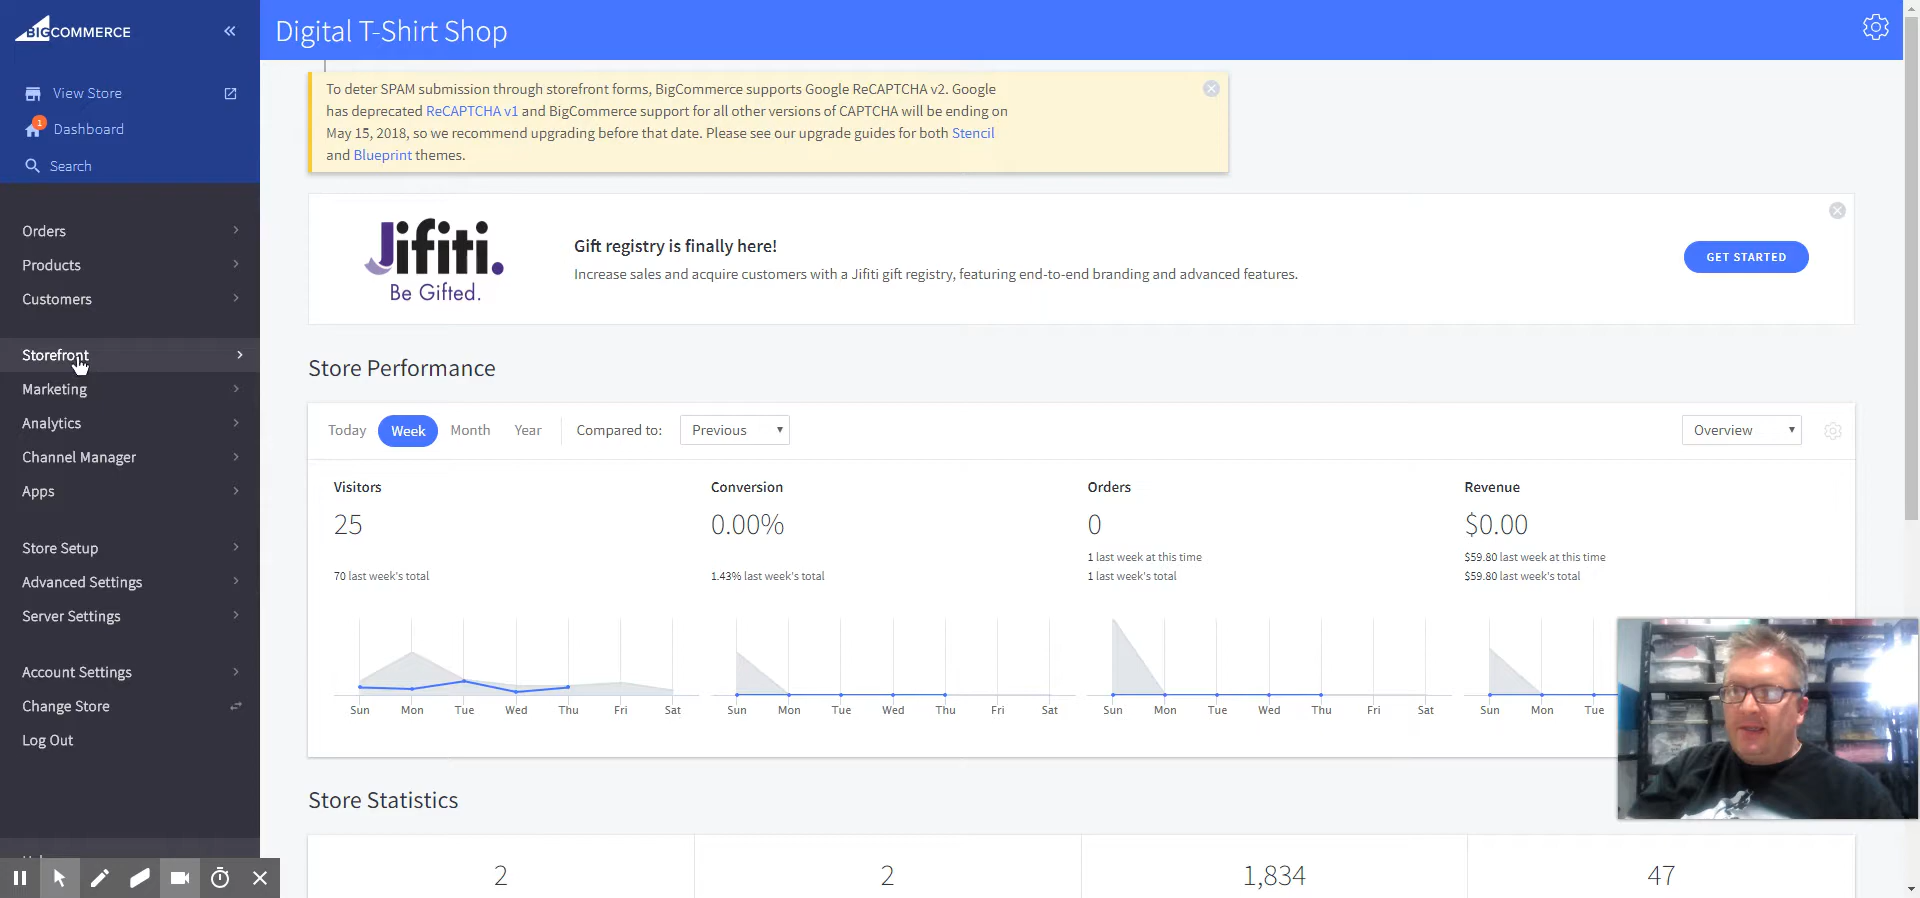 BIGCOMMERCE
View Store
1
Dashboard
Search
Orders
Products
Customers
Storefront
Marketing
Analytics
Channel Manager
Apps
Store Setup
Advanced Settings
Server Settings
Account Settings
Change Store
Log Out
Digital T-Shirt Shop
To deter SPAM submission through storefront forms, BigCommerce supports Google ReCAPTCHA v2. Google
has deprecated ReCAPTCHA v1 and BigCommerce support for all other versions of CAPTCHA will be ending on
May 15, 2018, so we recommend upgrading before that date. Please see our upgrade guides for both Stencil
and Blueprint themes.
Jifiti.
Be Gifted.
Gift registry is finally here!
Increase sales and acquire customers with a Jifiti gift registry, featuring end-to-end branding and advanced features.
GET STARTED
Store Performance
Today Week Month Year Compared to: Previous Overview
Visitors Conversion Orders Revenue
25 0.00% 0 $0.00
1 last week at this time $59.80 last week at this time
70 last week's total 1.43% last week's total 1 last week's total $59.80 last week's total
Sun Mon Tue Wed Thu Fri Sat Sun Mon Tue Wed Thu Fri Sat Sun Mon Tue Wed Thu Fri Sat Sun Mon Tue
Store Statistics
2 2 1,834 47